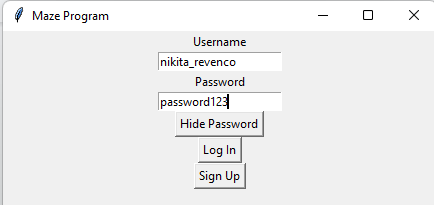 Maze Program
Username
nikita_revenco
Password
password123
Hide Password
Log In
Sign Up